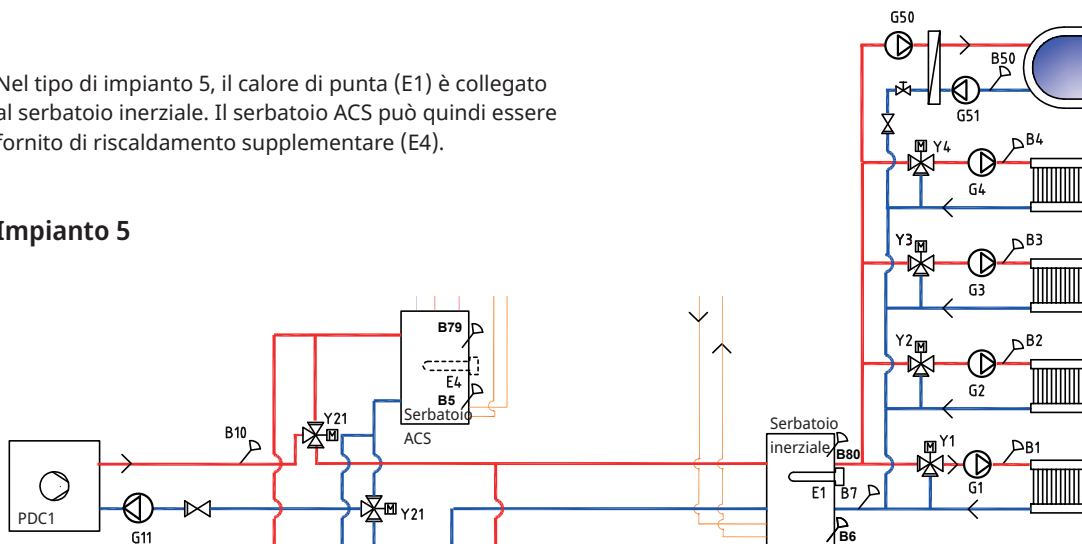 Nel tipo di impianto 5, il calore di punta (E1) è collegato
al serbatoio inerziale. Il serbatoio ACS può quindi essere
fornito di riscaldamento supplementare (E4).
Impianto 5
G50
B50
G51
M
Y4
B4
G4
Y3
M
B3
G3
Y2
M
B2
G2
B79
E4
B5
Serbatoio
ACS
Y21
M
B10
PDC1
G11
M
Y21
Serbatoio
inerziale
B80
E1
B7
B6
M
Y1
B1
G1